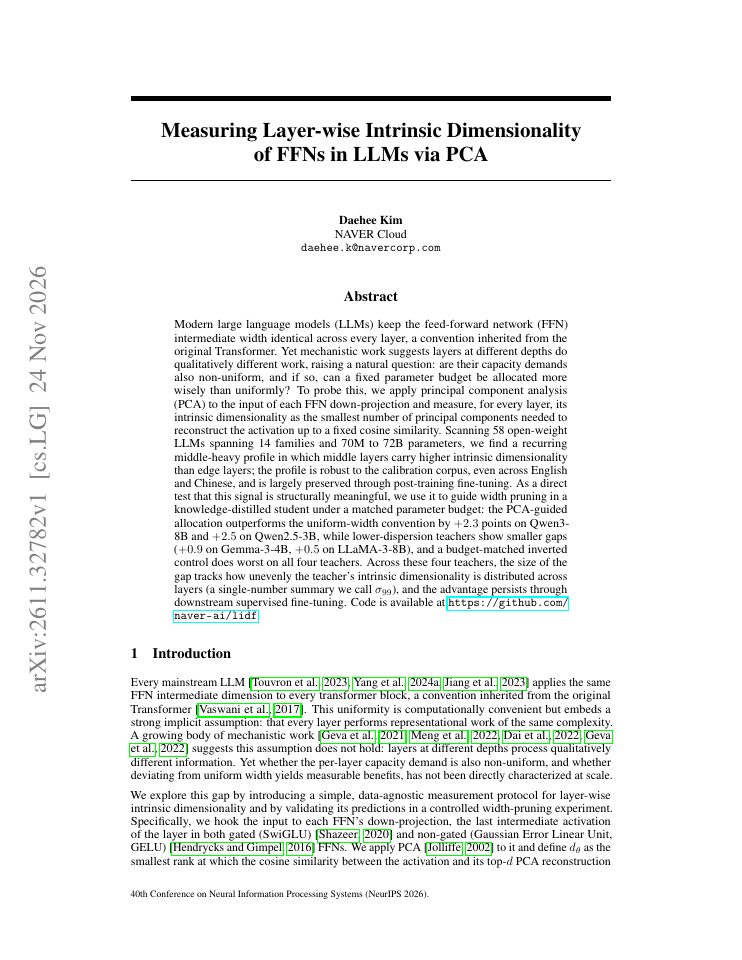 Measuring Layer-wise Intrinsic Dimensionality
of FFNs in LLMs via PCA
Daehee Kim
NAVER Cloud
daehee.k@navercorp.com
Abstract
Modern large language models (LLMs) keep the feed-forward network (FFN)
intermediate width identical across every layer, a convention inherited from the
original Transformer. Yet mechanistic work suggests layers at different depths do
qualitatively different work, raising a natural question: are their capacity demands
also non-uniform, and if so, can a fixed parameter budget be allocated more
wisely than uniformly? To probe this, we apply principal component analysis
(PCA) to the input of each FFN down-projection and measure, for every layer, its
intrinsic dimensionality as the smallest number of principal components needed to
reconstruct the activation up to a fixed cosine similarity. Scanning 58 open-weight
LLMs spanning 14 families and 70M to 72B parameters, we find a recurring
middle-heavy profile in which middle layers carry higher intrinsic dimensionality
than edge layers; the profile is robust to the calibration corpus, even across English
and Chinese, and is largely preserved through post-training fine-tuning. As a direct
test that this signal is structurally meaningful, we use it to guide width pruning in
a knowledge-distilled student under a matched parameter budget: the PCA-guided
allocation outperforms the uniform-width convention by +2.3 points on Qwen3-
8B and +2.5 on Qwen2.5-3B, while lower-dispersion teachers show smaller gaps
(+0.9 on Gemma-3-4B, +0.5 on LLaMA-3-8B), and a budget-matched inverted
control does worst on all four teachers. Across these four teachers, the size of the
gap tracks how unevenly the teacher's intrinsic dimensionality is distributed across
layers (a single-number summary we call σ99), and the advantage persists through
downstream supervised fine-tuning. Code is available at https://github.com/
naver-ai/lidf.
1 Introduction
Every mainstream LLM [Touvron et al., 2023, Yang et al., 2024a, Jiang et al., 2023] applies the same
FFN intermediate dimension to every transformer block, a convention inherited from the original
Transformer [Vaswani et al., 2017]. This uniformity is computationally convenient but embeds a
strong implicit assumption: that every layer performs representational work of the same complexity.
A growing body of mechanistic work [Geva et al., 2021, Meng et al., 2022, Dai et al., 2022, Geva
et al., 2022] suggests this assumption does not hold: layers at different depths process qualitatively
different information. Yet whether the per-layer capacity demand is also non-uniform, and whether
deviating from uniform width yields measurable benefits, has not been directly characterized at scale.
We explore this gap by introducing a simple, data-agnostic measurement protocol for layer-wise
intrinsic dimensionality and by validating its predictions in a controlled width-pruning experiment.
Specifically, we hook the input to each FFN's down-projection, the last intermediate activation
of the layer in both gated (SwiGLU) [Shazeer, 2020] and non-gated (Gaussian Error Linear Unit,
GELU) [Hendrycks and Gimpel, 2016] FFNs. We apply PCA [Jolliffe, 2002] to it and define dθ as the
smallest rank at which the cosine similarity between the activation and its top-d PCA reconstruction
40th Conference on Neural Information Processing Systems (NeurIPS 2026).
arXiv:2611.32782v1 [cs.LG] 24 Nov 2026